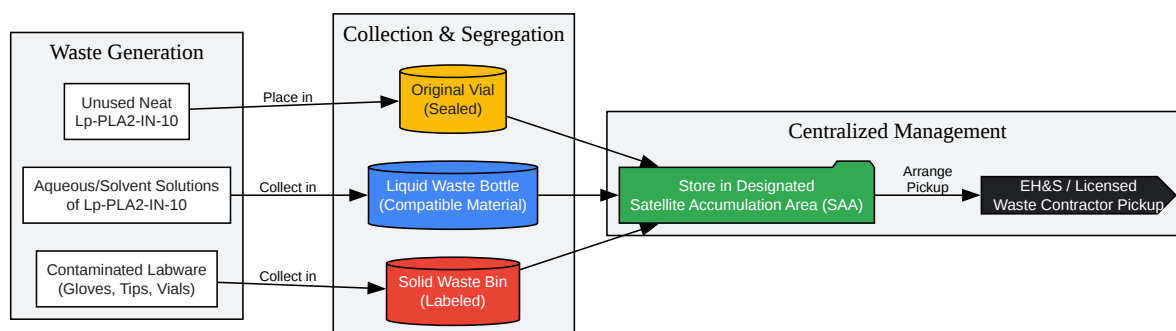 Waste Generation
Unused Neat
Lp-PLA2-IN-10
Aqueous/Solvent Solutions
of Lp-PLA2-IN-10
Contaminated Labware
(Gloves, Tips, Vials)
Place in
Collect in
Collect in
Collection & Segregation
Original Vial
(Sealed)
Liquid Waste Bottle
(Compatible Material)
Solid Waste Bin
(Labeled)
Centralized Management
Store in Designated
Satellite Accumulation Area (SAA)
Arrange
Pickup
EH&S / Licensed
Waste Contractor Pickup